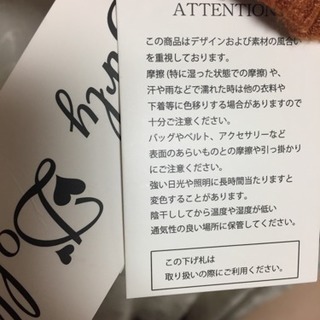 ATTENTION
この商品はデザインおよび素材の風合い
を重視しております。
摩擦(特に湿った状態での摩擦)や、
汗や雨などで濡れた時は他の衣料や
下着等に色移りする場合がありますので
十分ご注意ください。
バッグやベルト、アクセサリーなど
表面のあらいものとの摩擦や引っ掛かり
にご注意ください。
強い日光や照明に長時間当たりますと
変色することがあります。
陰干ししてから温度や湿度が低い
通気性の良い場所に保管してください。
この下げ札は
取り扱いの際にご利用ください。